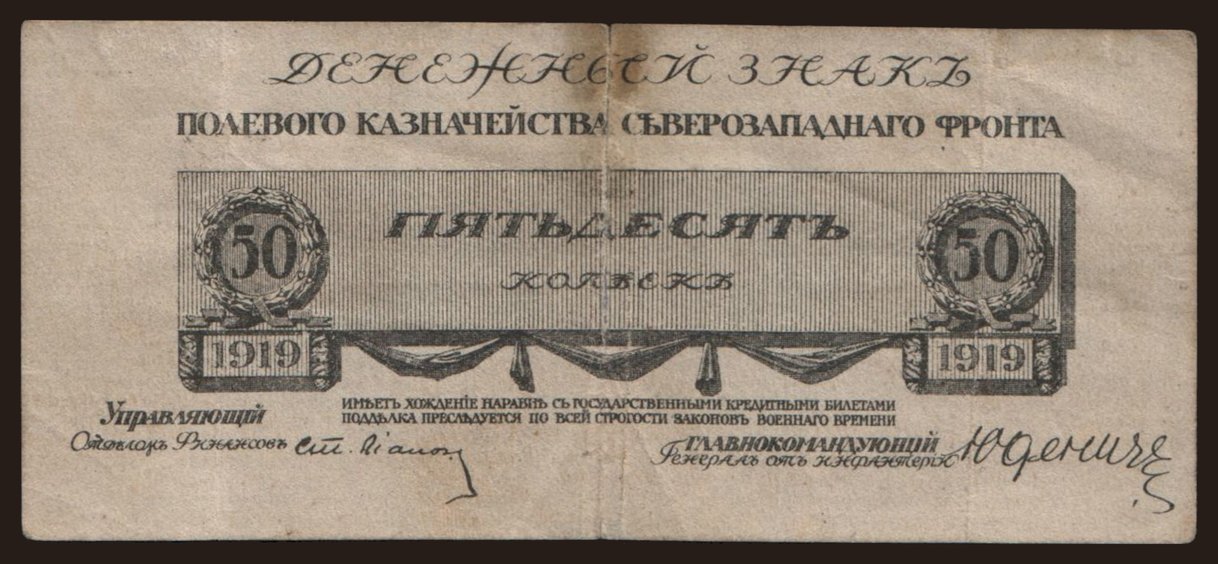 ДЕНЕЖНЫЙ ЗНАКЪ
ПОЛЕВОГО КАЗНАЧЕЙСТВА СѢВЕРОЗАПАДНАГО ФРОНТА
ПЯТЬДЕСЯТЪ
КОПѢЕКЪ
50
50
1919
1919
ИМѢЕТЪ ХОЖДЕНIЕ НАРАВНѢ СЪ ГОСУДАРСТВЕННЫМИ КРЕДИТНЫМИ БИЛЕТАМИ
ПОДДѢЛКА ПРЕСЛѢДУЕТСЯ ПО ВСЕЙ СТРОГОСТИ ЗАКОНОВЪ ВОЕННАГО ВРЕМЕНИ
УПРАВЛЯЮЩIЙ
ОТДѢЛОМЪ ФИНАНСОВЪ
ГЛАВНОКОМАНДУЮЩIЙ
ГЕНЕРАЛЪ ОТЪ ИНФАНТЕРIИ Юденичъ